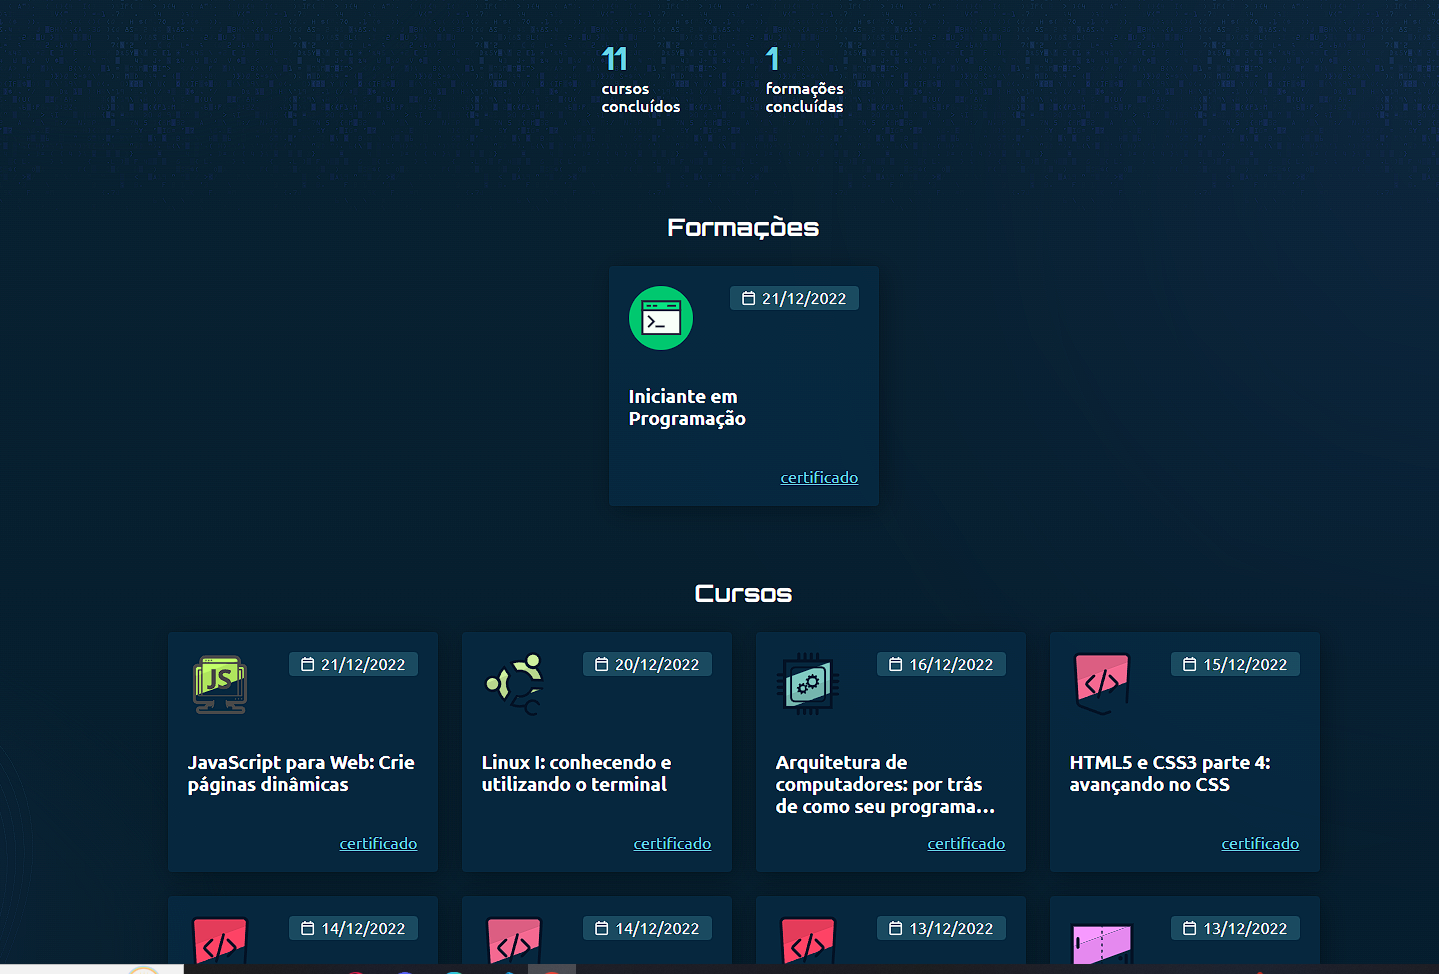 11
cursos
concluídos
1
formações
concluídas
Formações
21/12/2022
Iniciante em
Programação
certificado
Cursos
JS
21/12/2022
JavaScript para Web: Crie
páginas dinâmicas
certificado
20/12/2022
Linux I: conhecendo e
utilizando o terminal
certificado
16/12/2022
Arquitetura de
computadores: por trás
de como seu programa...
certificado
15/12/2022
HTML5 e CSS3 parte 4:
avançando no CSS
certificado
14/12/2022
14/12/2022
13/12/2022
13/12/2022